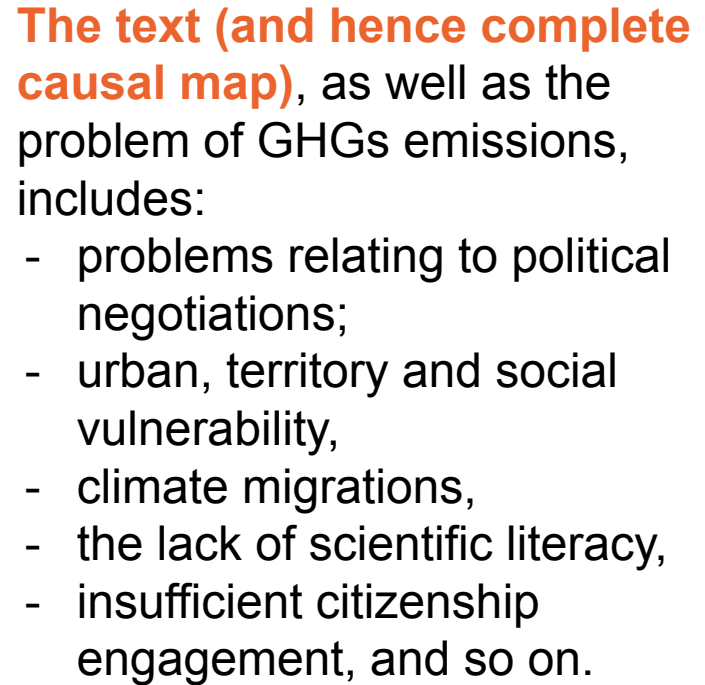 The text (and hence complete
causal map), as well as the
problem of GHGs emissions,
includes:
- problems relating to political
negotiations;
- urban, territory and social
vulnerability,
- climate migrations,
- the lack of scientific literacy,
- insufficient citizenship
engagement, and so on.